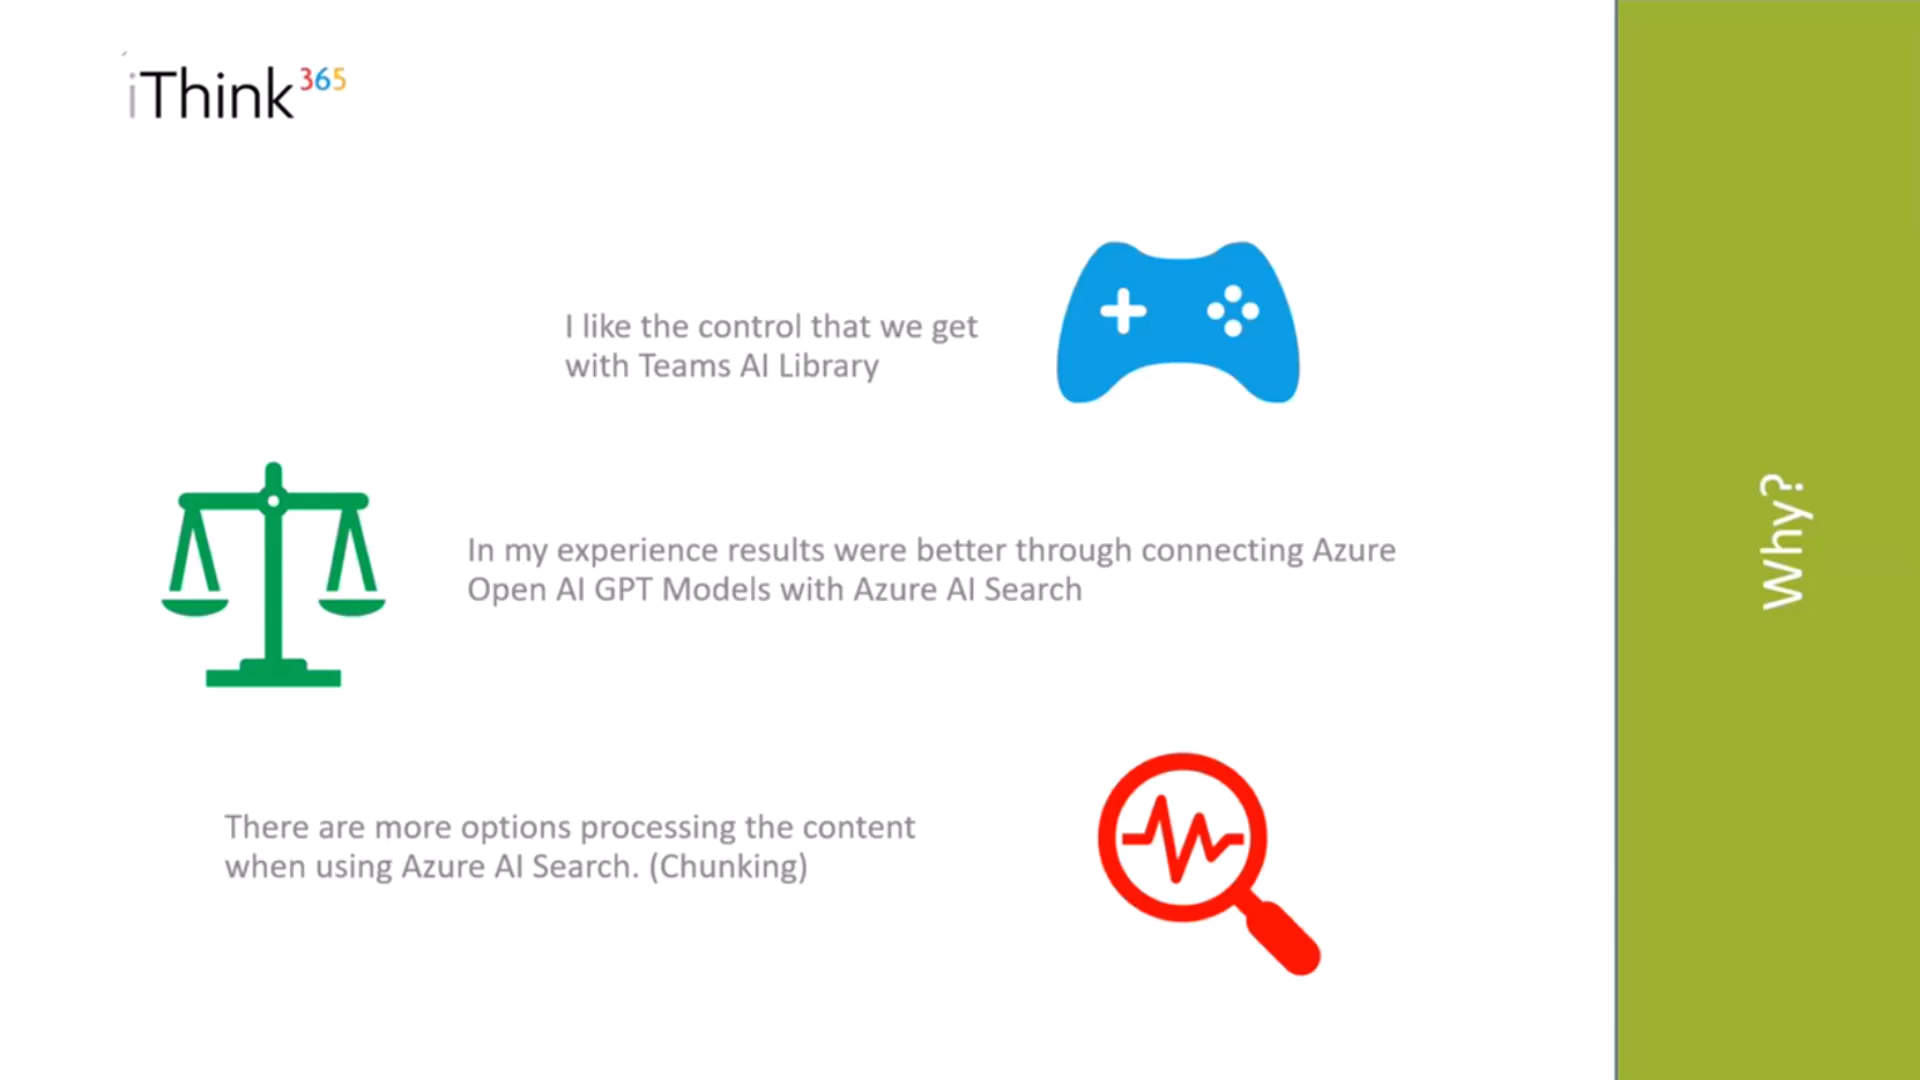 iThink365
I like the control that we get
with Teams AI Library
In my experience results were better through connecting Azure
Open AI GPT Models with Azure AI Search
There are more options processing the content
when using Azure AI Search. (Chunking)
Why?